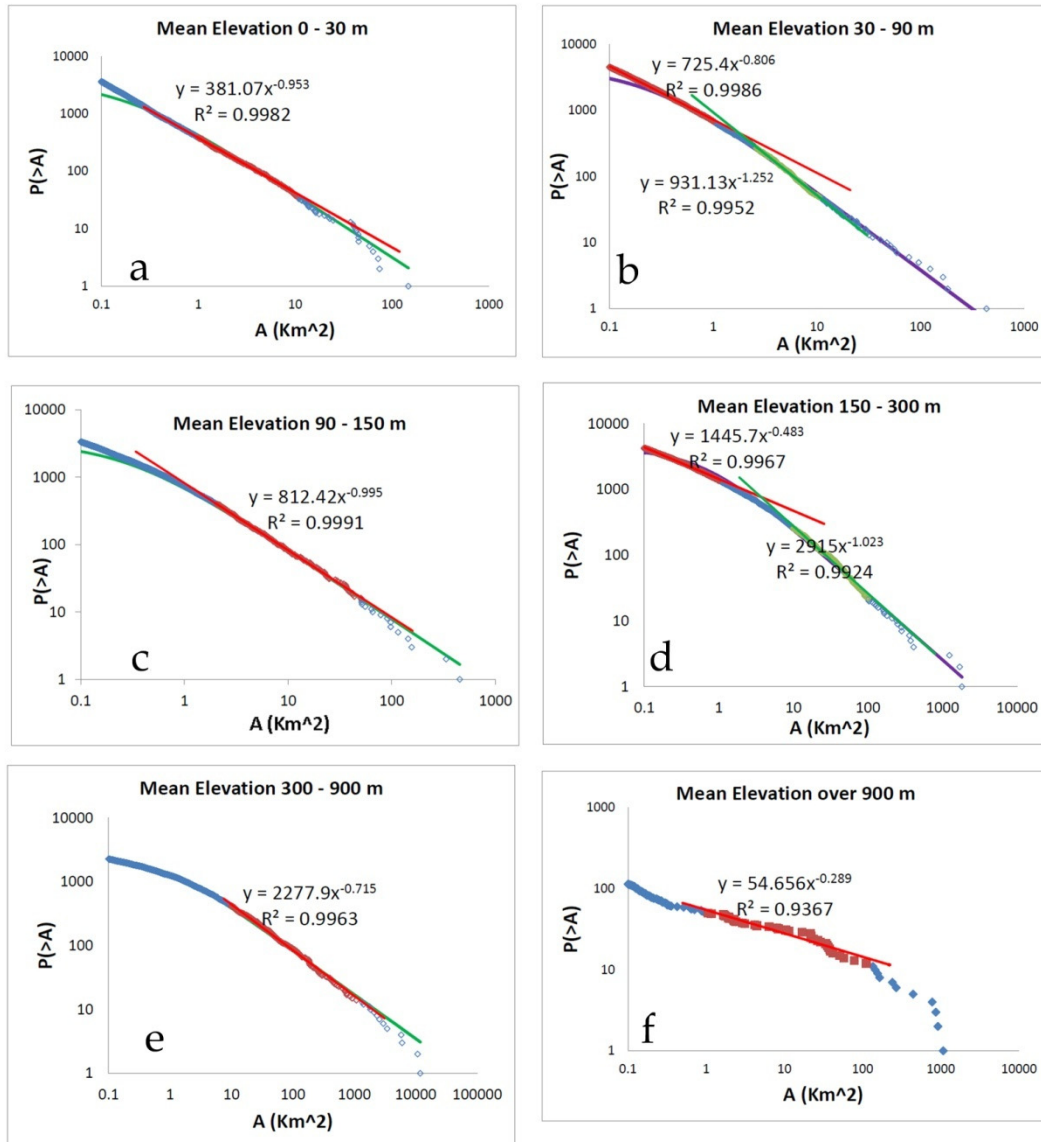 Mean Elevation 0 - 30 m
10000
1000
100
10
1
P(>A)
y = 381.07x^-0.953
R² = 0.9982
a
0.1 1 10 100 1000
A (Km^2)
Mean Elevation 30 - 90 m
10000
1000
100
10
1
P(>A)
y = 725.4x^-0.806
R² = 0.9986
y = 931.13x^-1.252
R² = 0.9952
b
0.1 1 10 100 1000
A (Km^2)
Mean Elevation 90 - 150 m
10000
1000
100
10
1
P(>A)
y = 812.42x^-0.995
R² = 0.9991
c
0.1 1 10 100 1000
A (Km^2)
Mean Elevation 150 - 300 m
10000
1000
100
10
1
P(>A)
y = 1445.7x^-0.483
R² = 0.9967
y = 2915x^-1.023
R² = 0.9924
d
0.1 1 10 100 1000 10000
A (Km^2)
Mean Elevation 300 - 900 m
10000
1000
100
10
1
P(>A)
y = 2277.9x^-0.715
R² = 0.9963
e
0.1 1 10 100 1000 10000 100000
A (Km^2)
Mean Elevation over 900 m
1000
100
10
1
P(>A)
y = 54.656x^-0.289
R² = 0.9367
f
0.1 1 10 100 1000 10000
A (Km^2)